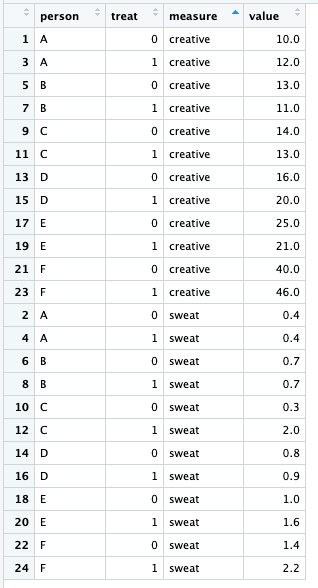 person treat measure value
1 A 0 creative 10.0
3 A 1 creative 12.0
5 B 0 creative 13.0
7 B 1 creative 11.0
9 C 0 creative 14.0
11 C 1 creative 13.0
13 D 0 creative 16.0
15 D 1 creative 20.0
17 E 0 creative 25.0
19 E 1 creative 21.0
21 F 0 creative 40.0
23 F 1 creative 46.0
2 A 0 sweat 0.4
4 A 1 sweat 0.4
6 B 0 sweat 0.7
8 B 1 sweat 0.7
10 C 0 sweat 0.3
12 C 1 sweat 2.0
14 D 0 sweat 0.8
16 D 1 sweat 0.9
18 E 0 sweat 1.0
20 E 1 sweat 1.6
22 F 0 sweat 1.4
24 F 1 sweat 2.2